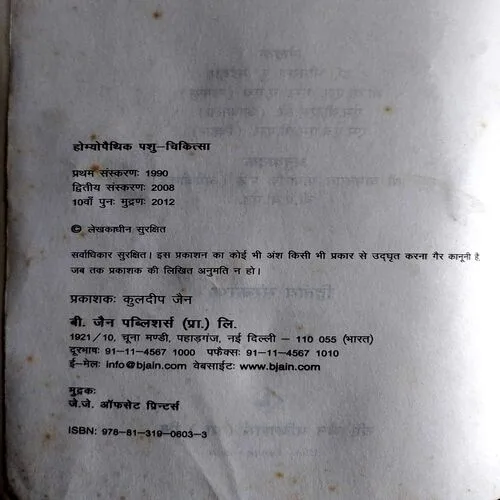 होम्योपैथिक पशु-चिकित्सा
प्रथम संस्करणः 1990
द्वितीय संस्करणः 2008
10वाँ पुनः मुद्रणः 2012
© लेखकाधीन सुरक्षित
सर्वाधिकार सुरक्षित। इस प्रकाशन का कोई भी अंश किसी भी प्रकार से उद्घृत करना गैर कानूनी है
जब तक प्रकाशक की लिखित अनुमति न हो।
प्रकाशकः कुलदीप जैन
बी. जैन पब्लिशर्स (प्रा.) लि.
1921/10, चूना मण्डी, पहाड़गंज, नई दिल्ली – 110 055 (भारत)
दूरभाषः 91-11-4567 1000 पफैक्सः 91-11-4567 1010
ई-मेलः info@bjain.com वेबसाईटः www.bjain.com
मुद्रकः
जे.जे. ऑफसेट प्रिन्टर्स
ISBN: 978-81-319-0603-3